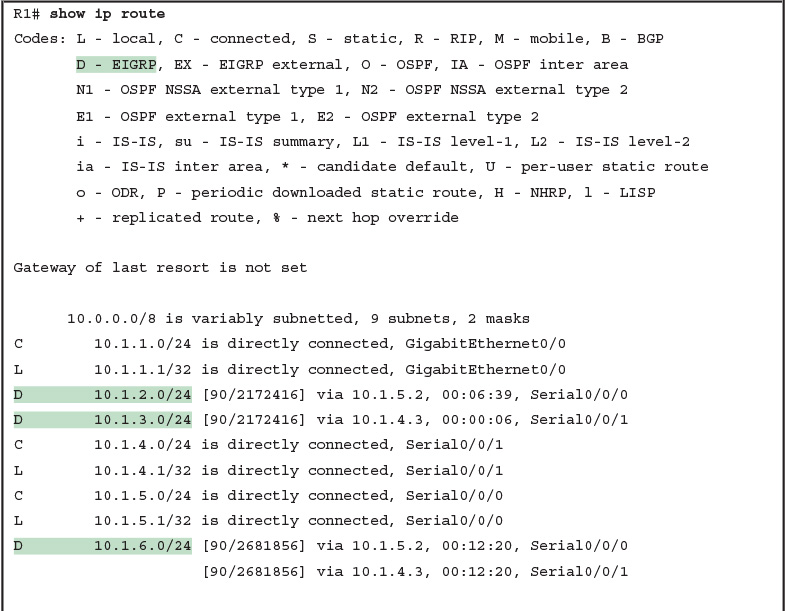 R1# show ip route
Codes: L - local, C - connected, S - static, R - RIP, M - mobile, B - BGP
D - EIGRP, EX - EIGRP external, O - OSPF, IA - OSPF inter area
N1 - OSPF NSSA external type 1, N2 - OSPF NSSA external type 2
E1 - OSPF external type 1, E2 - OSPF external type 2
i - IS-IS, su - IS-IS summary, L1 - IS-IS level-1, L2 - IS-IS level-2
ia - IS-IS inter area, * - candidate default, U - per-user static route
o - ODR, P - periodic downloaded static route, H - NHRP, l - LISP
+ - replicated route, % - next hop override
Gateway of last resort is not set
10.0.0.0/8 is variably subnetted, 9 subnets, 2 masks
C 10.1.1.0/24 is directly connected, GigabitEthernet0/0
L 10.1.1.1/32 is directly connected, GigabitEthernet0/0
D 10.1.2.0/24 [90/2172416] via 10.1.5.2, 00:06:39, Serial0/0/0
D 10.1.3.0/24 [90/2172416] via 10.1.4.3, 00:00:06, Serial0/0/1
C 10.1.4.0/24 is directly connected, Serial0/0/1
L 10.1.4.1/32 is directly connected, Serial0/0/1
C 10.1.5.0/24 is directly connected, Serial0/0/0
L 10.1.5.1/32 is directly connected, Serial0/0/0
D 10.1.6.0/24 [90/2681856] via 10.1.5.2, 00:12:20, Serial0/0/0
[90/2681856] via 10.1.4.3, 00:12:20, Serial0/0/1